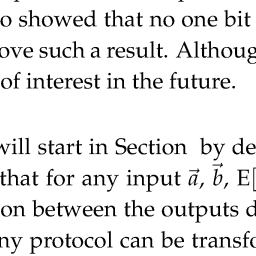 o showed that no one bit
ove such a result. Althoug
of interest in the future.
will start in Section by de
that for any input $\vec{a}$, $\vec{b}$, E[
on between the outputs d
ny protocol can be transfo